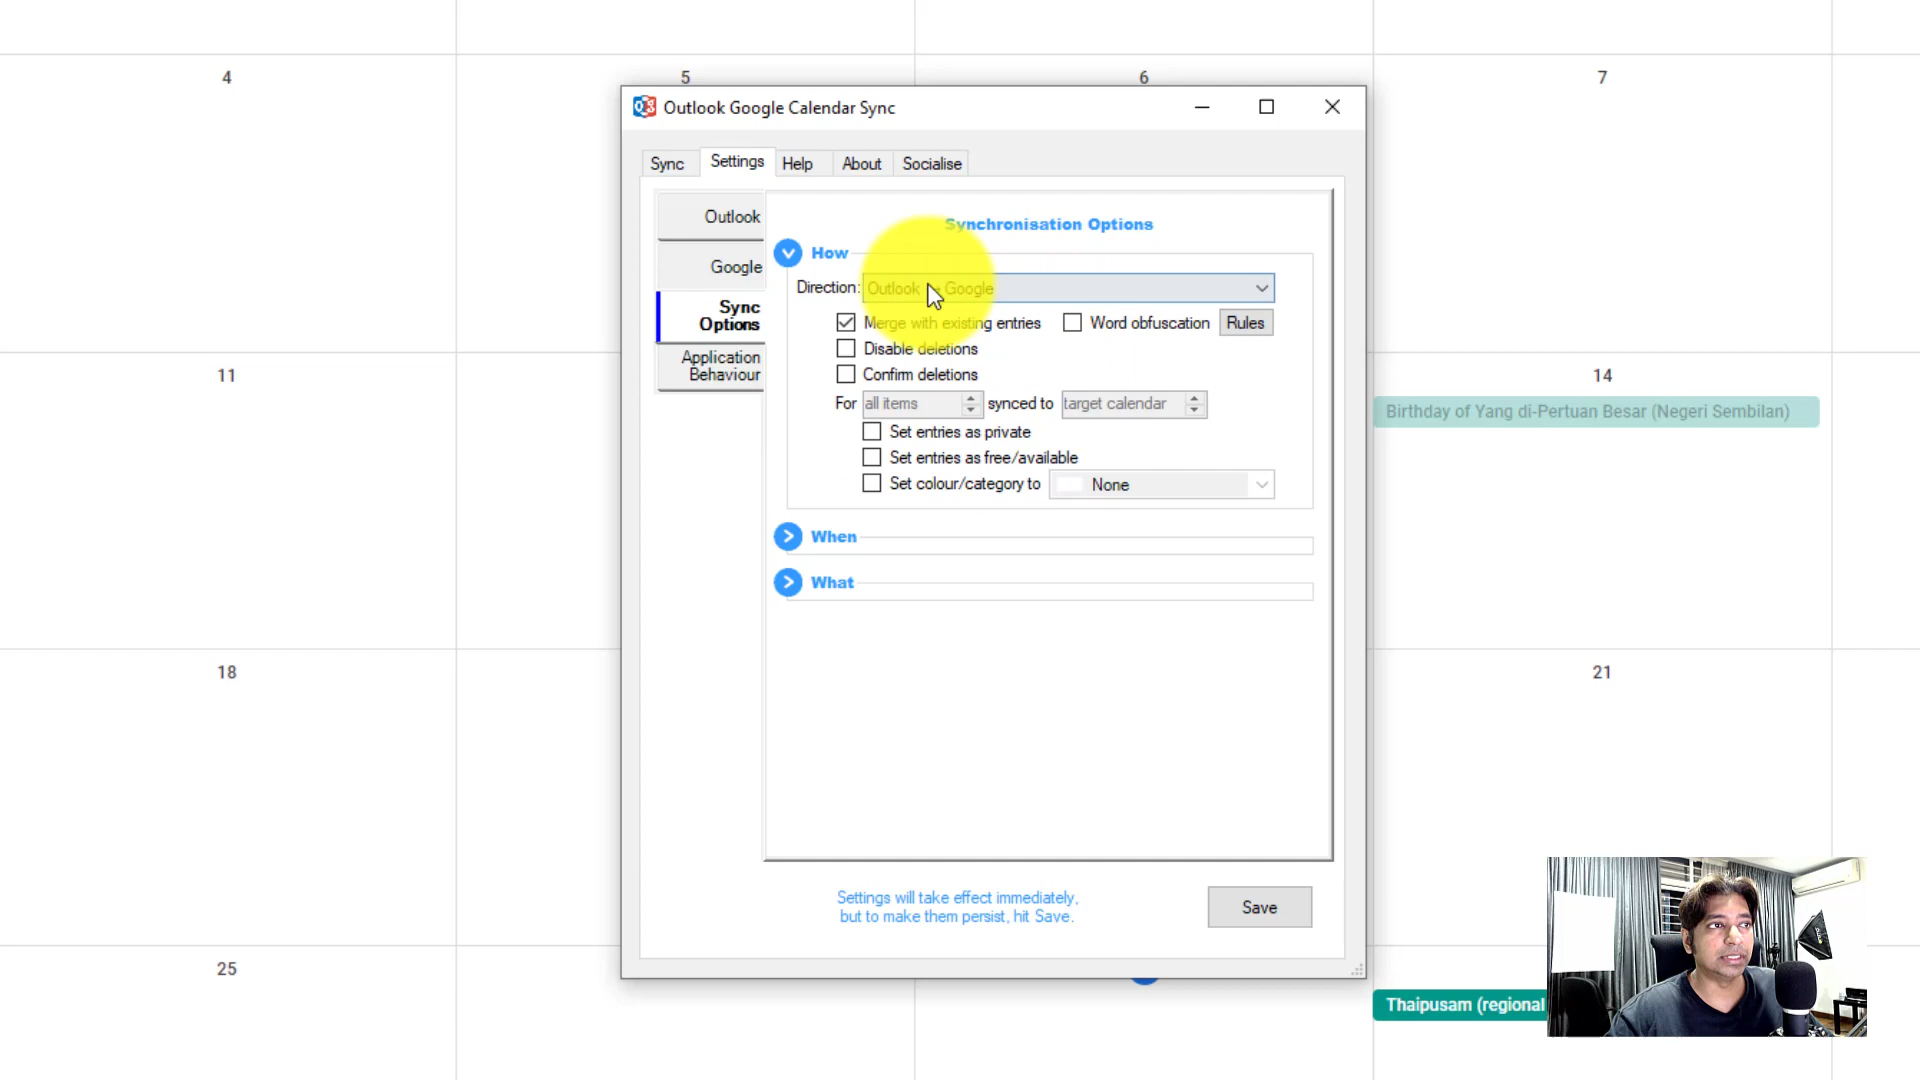 4
5
6
7
Outlook Google Calendar Sync
Sync
Settings
Help
About
Socialise
Outlook
Google
Sync
Options
Application
Behaviour
Synchronisation Options
How
Direction: Outlook → Google
Merge with existing entries
Word obfuscation
Rules
Disable deletions
Confirm deletions
For all items synced to target calendar
Set entries as private
Set entries as free/available
Set colour/category to None
When
What
Settings will take effect immediately,
but to make them persist, hit Save.
Save
11
14
Birthday of Yang di-Pertuan Besar (Negeri Sembilan)
18
21
25
Thaipusam (regional